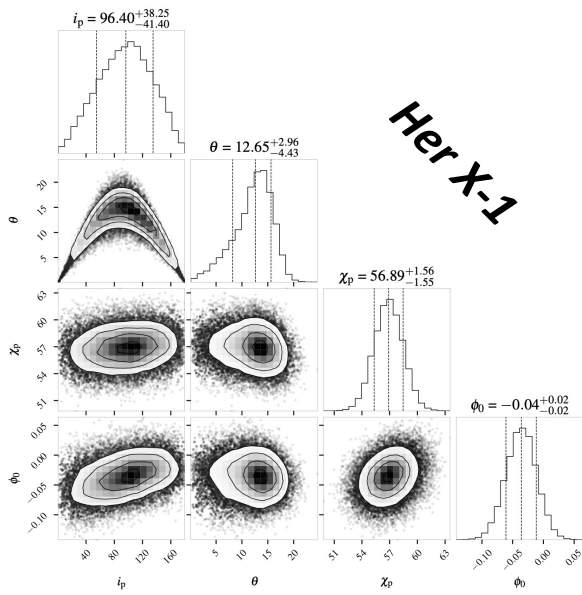 i_p = 96.40^{+38.25}_{-41.40}
Her X-1
θ = 12.65^{+2.96}_{-4.43}
20
15
10
5
θ
χ_p = 56.89^{+1.56}_{-1.55}
63
60
57
54
51
χ_p
ϕ_0 = −0.04^{+0.02}_{-0.02}
0.05
0.00
−0.05
−0.10
ϕ_0
40 80 120 160 5 10 15 20 51 54 57 60 63 −0.10 −0.05 0.00 0.05
i_p θ χ_p ϕ_0